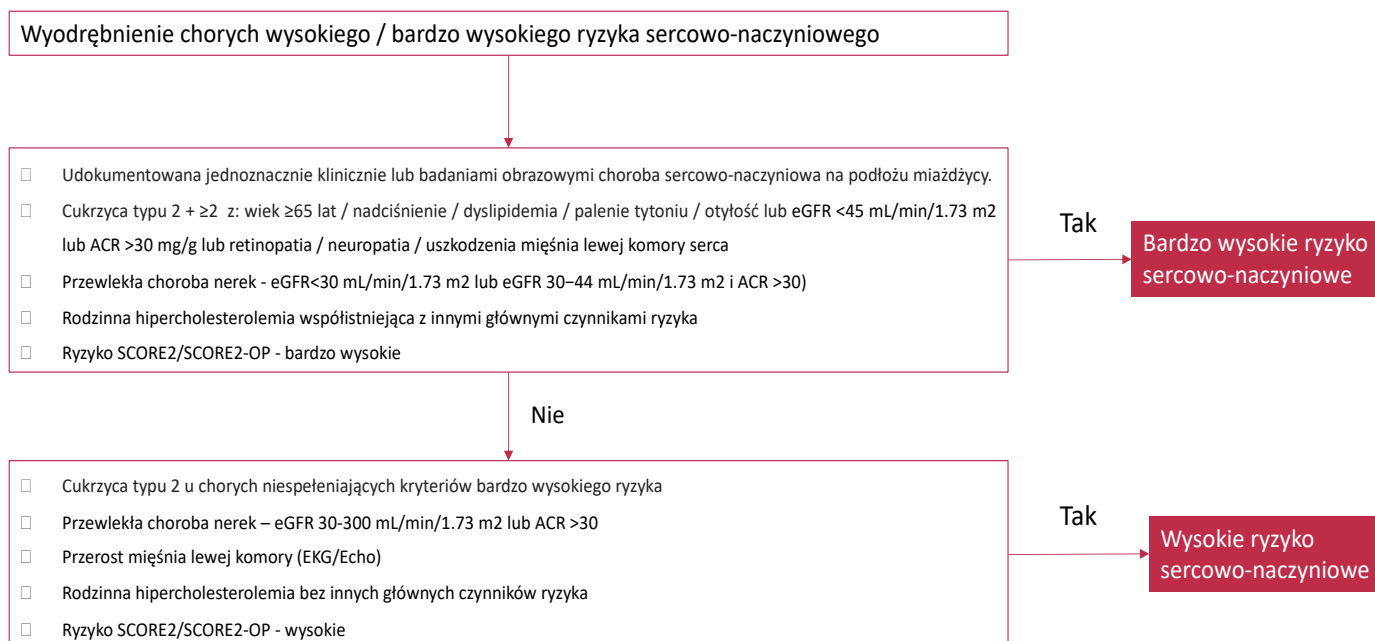 Wyodrębnienie chorych wysokiego / bardzo wysokiego ryzyka sercowo-naczyniowego
Udokumentowana jednoznacznie klinicznie lub badaniami obrazowymi choroba sercowo-naczyniowa na podłożu miażdżycy.
Cukrzyca typu 2 + ≥2 z: wiek ≥65 lat / nadciśnienie / dyslipidemia / palenie tytoniu / otyłość lub eGFR <45 mL/min/1.73 m2
lub ACR >30 mg/g lub retinopatia / neuropatia / uszkodzenia mięśnia lewej komory serca
Przewlekła choroba nerek - eGFR<30 mL/min/1.73 m2 lub eGFR 30–44 mL/min/1.73 m2 i ACR >30)
Rodzinna hipercholesterolemia współistniejąca z innymi głównymi czynnikami ryzyka
Ryzyko SCORE2/SCORE2-OP - bardzo wysokie
Tak
Bardzo wysokie ryzyko
sercowo-naczyniowe
Nie
Cukrzyca typu 2 u chorych niespełeniających kryteriów bardzo wysokiego ryzyka
Przewlekła choroba nerek – eGFR 30-300 mL/min/1.73 m2 lub ACR >30
Przerost mięśnia lewej komory (EKG/Echo)
Rodzinna hipercholesterolemia bez innych głównych czynników ryzyka
Ryzyko SCORE2/SCORE2-OP - wysokie
Tak
Wysokie ryzyko
sercowo-naczyniowe